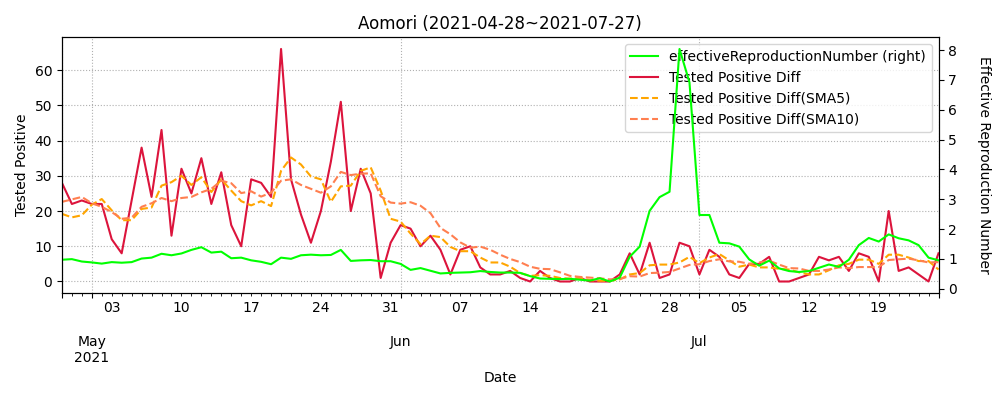 Aomori (2021-04-28~2021-07-27)
effectiveReproductionNumber (right)
Tested Positive Diff
Tested Positive Diff(SMA5)
Tested Positive Diff(SMA10)
Tested Positive
60
50
40
30
20
10
0
Effective Reproduction Number
8
7
6
5
4
3
2
1
0
03 10 17 24 31 07 14 21 28 05 12 19
May Jun Jul
2021
Date